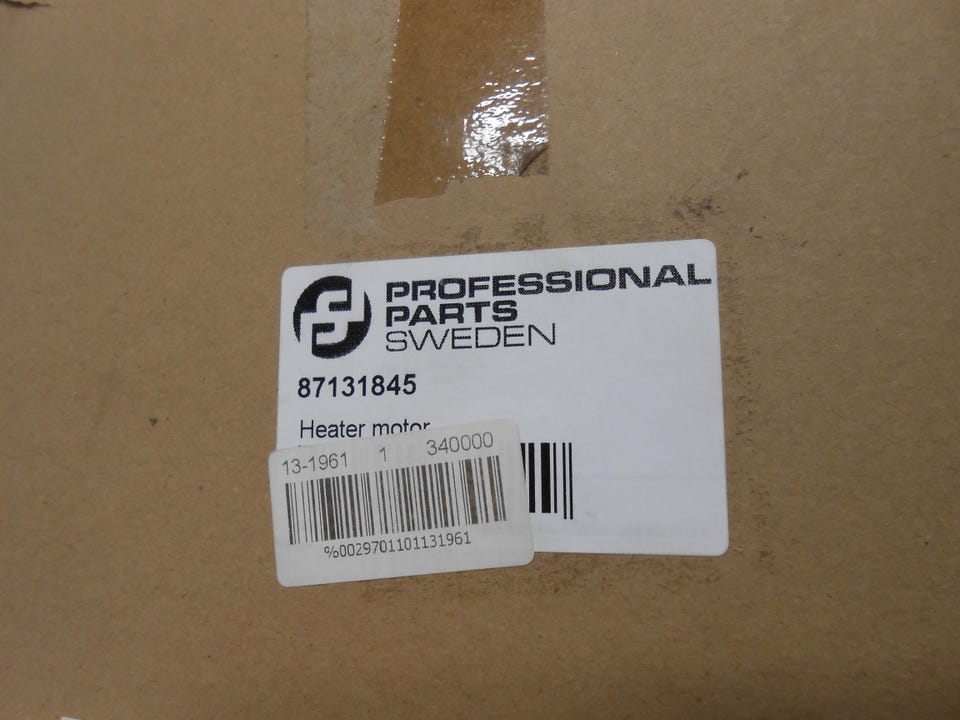 PROFESSIONAL
PARTS
SWEDEN
87131845
Heater motor
13-1961 1 340000
%0029701101131961